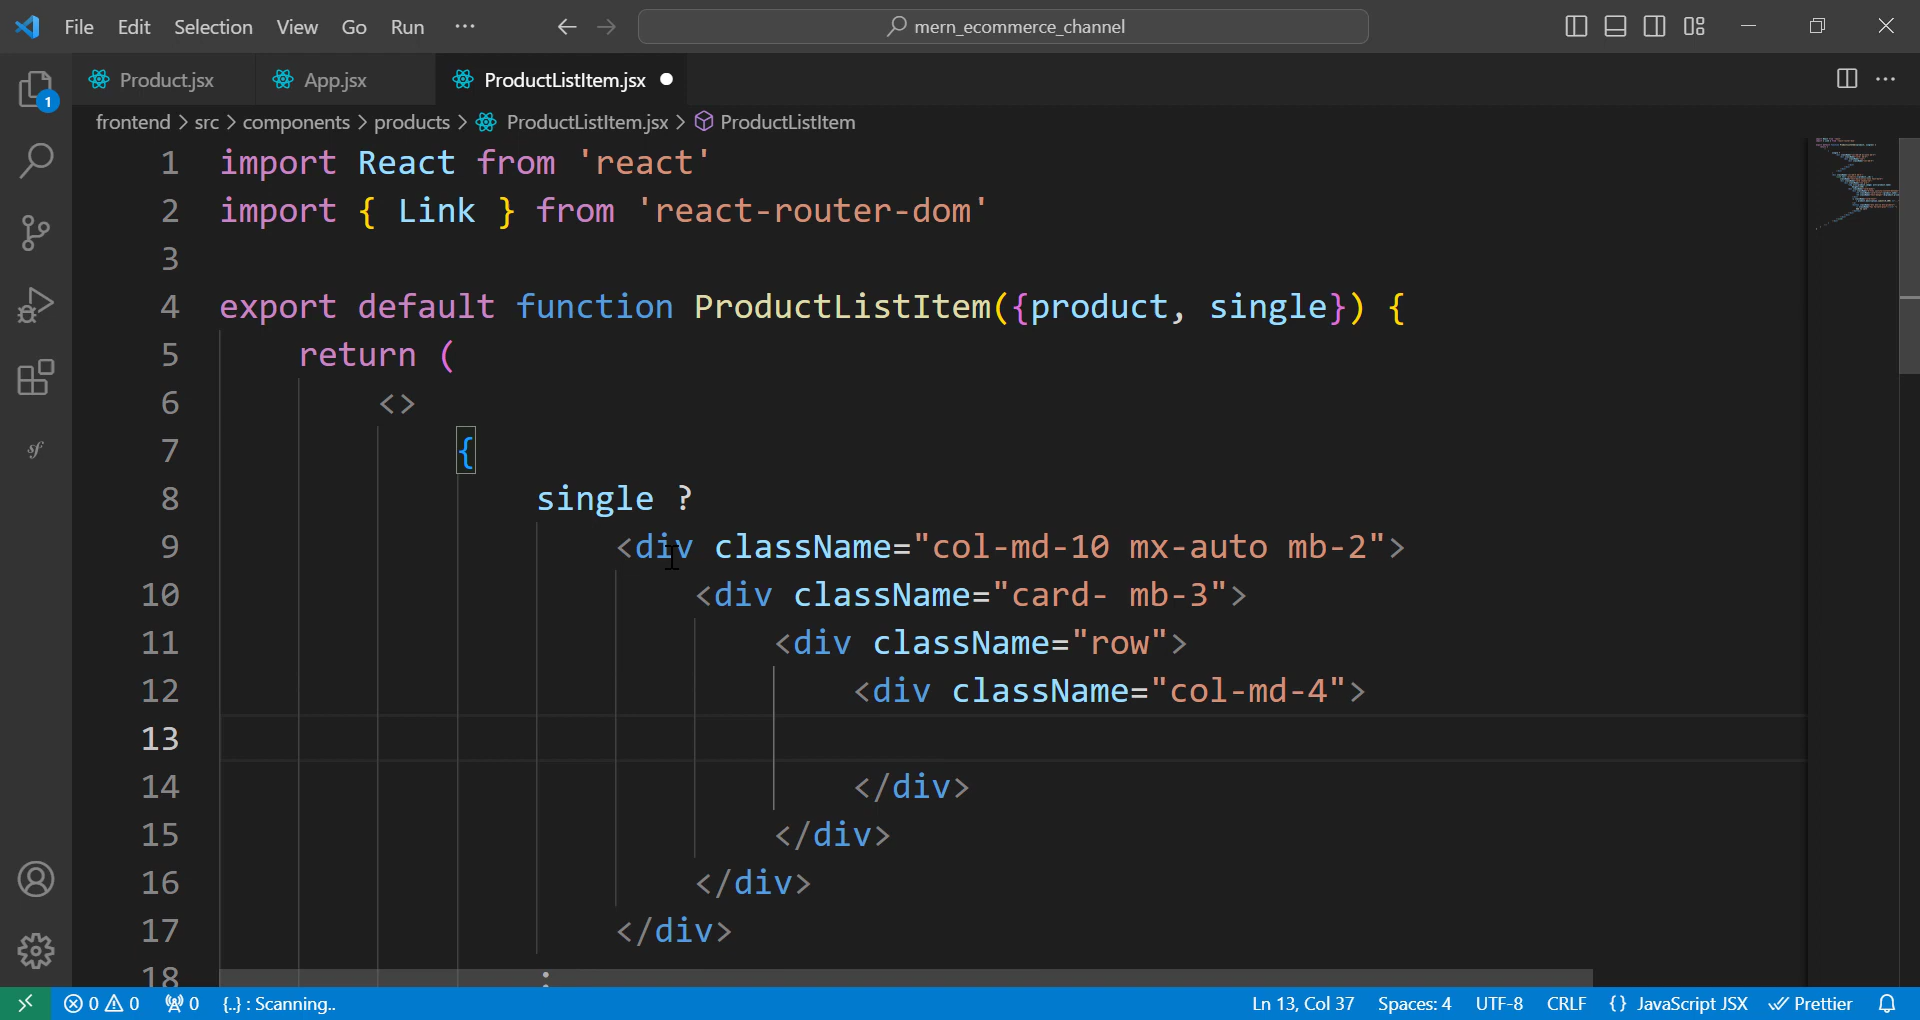 File Edit Selection View Go Run ··· mern_ecommerce_channel
Product.jsx App.jsx ProductListItem.jsx
1
frontend > src > components > products > ProductListItem.jsx > ProductListItem
1 import React from 'react'
2 import { Link } from 'react-router-dom'
3
4 export default function ProductListItem({product, single}) {
5 return (
6 <>
7 {
8 single ?
9 <div className="col-md-10 mx-auto mb-2">
10 <div className="card- mb-3">
11 <div className="row">
12 <div className="col-md-4">
13
14 </div>
15 </div>
16 </div>
17 </div>
18 :
0 0 0 {..} : Scanning.. Ln 13, Col 37 Spaces: 4 UTF-8 CRLF {} JavaScript JSX Prettier